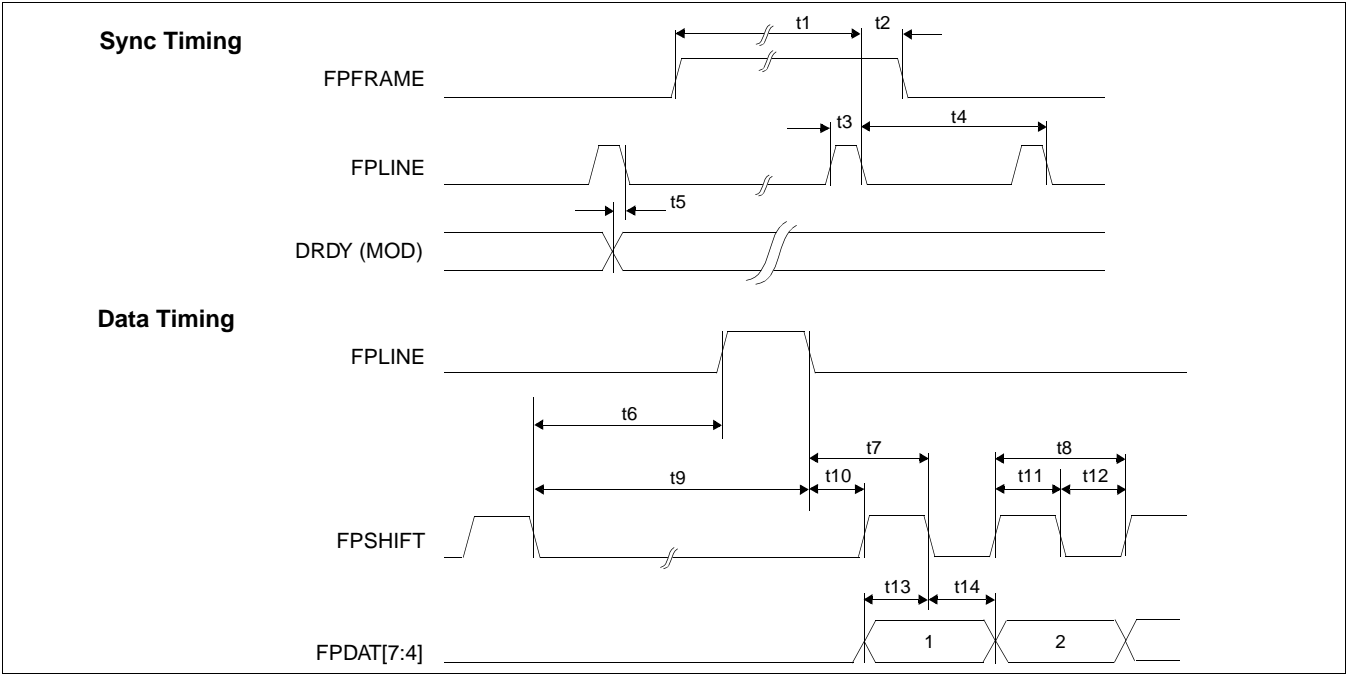 Sync Timing
t1
t2
FPFRAME
t3
t4
FPLINE
t5
DRDY (MOD)
Data Timing
FPLINE
t6
t7
t8
t9
t10
t11
t12
FPSHIFT
t13
t14
FPDAT[7:4]
1
2